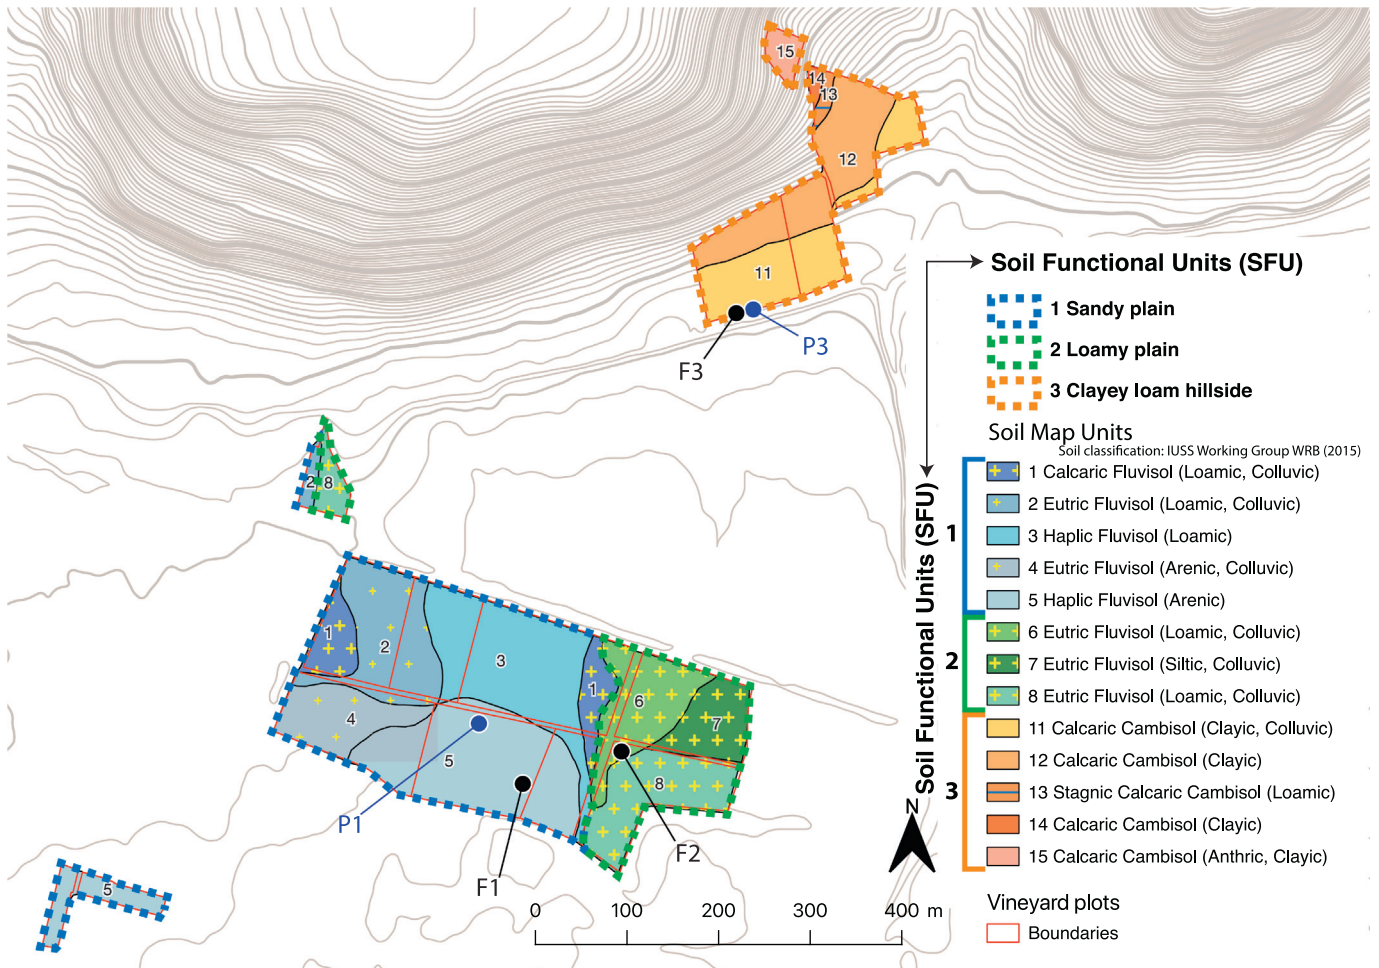 15
14
13
12
11
P3
F3
Soil Functional Units (SFU)
1 Sandy plain
2 Loamy plain
3 Clayey loam hillside
Soil Map Units
Soil classification: IUSS Working Group WRB (2015)
Soil Functional Units (SFU)
1
1 Calcaric Fluvisol (Loamic, Colluvic)
2 Eutric Fluvisol (Loamic, Colluvic)
3 Haplic Fluvisol (Loamic)
4 Eutric Fluvisol (Arenic, Colluvic)
5 Haplic Fluvisol (Arenic)
2
6 Eutric Fluvisol (Loamic, Colluvic)
7 Eutric Fluvisol (Siltic, Colluvic)
8 Eutric Fluvisol (Loamic, Colluvic)
3
11 Calcaric Cambisol (Clayic, Colluvic)
12 Calcaric Cambisol (Clayic)
13 Stagnic Calcaric Cambisol (Loamic)
14 Calcaric Cambisol (Clayic)
15 Calcaric Cambisol (Anthric, Clayic)
Vineyard plots
Boundaries
2 8
1
2
3
1
6
7
4
5
8
P1
F1
F2
5
N
0 100 200 300 400 m